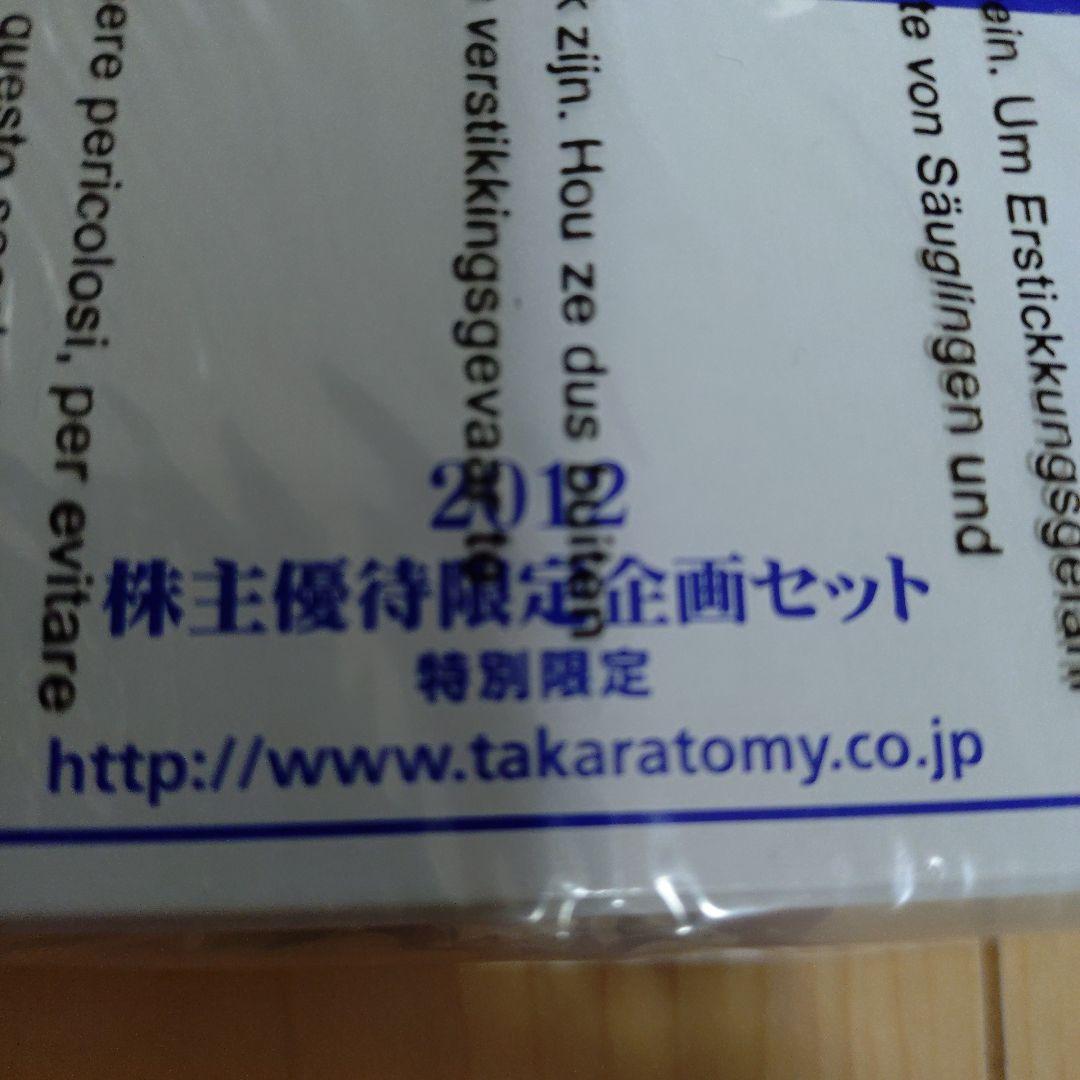 questo
ere pericolosi, per evitare
verstikkingsgevaar te
zijn. Hou ze dus buiten
te von Säuglingen und
ein. Um Erstickkungsgefahr
2012
株主優待限定企画セット
特別限定
http://www.takaratomy.co.jp